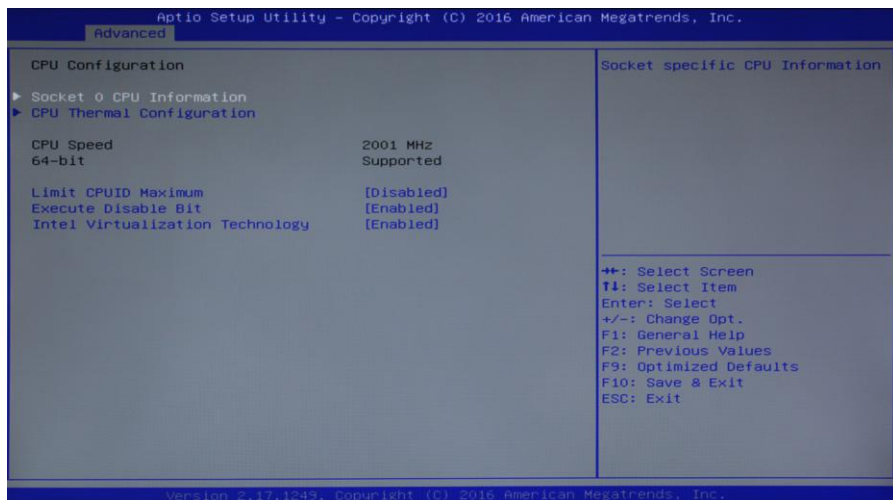 Aptio Setup Utility – Copyright (C) 2016 American Megatrends, Inc.
Advanced
CPU Configuration
Socket 0 CPU Information
CPU Thermal Configuration
CPU Speed 2001 MHz
64-bit Supported
Limit CPUID Maximum [Disabled]
Execute Disable Bit [Enabled]
Intel Virtualization Technology [Enabled]
Socket specific CPU Information
→←: Select Screen
↑↓: Select Item
Enter: Select
+/-: Change Opt.
F1: General Help
F2: Previous Values
F9: Optimized Defaults
F10: Save & Exit
ESC: Exit
Version 2.17.1249. Copyright (C) 2016 American Megatrends, Inc.